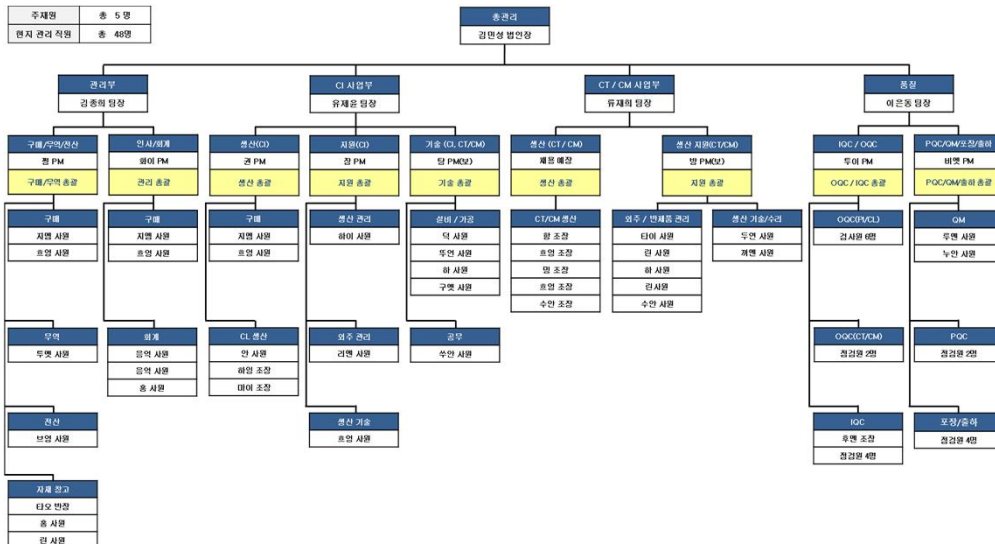 주재원 총 5 명
현지 관리 직원 총 48명
총관리
김민성 법인장
관리부
김종희 팀장
CI 사업부
유제윤 팀장
CT / CM 사업부
류재희 팀장
품질
이은동 팀장
구매/무역/전산
쩡 PM
구매/무역 총괄
인사/회계
화이 PM
관리 총괄
생산(CI)
권 PM
생산 총괄
지원(CI)
장 PM
지원 총괄
기술 (CI, CT/CM)
탕 PM(보)
기술 총괄
생산 (CT / CM)
채용 예정
생산 총괄
생산 지원(CT/CM)
방 PM(보)
지원 총괄
IQC / OQC
투이 PM
OQC / IQC 총괄
PQC/QM/포장/출하
비엣 PM
PQC/QM/출하 총괄
구매
지엠 사원
흐엉 사원
구매
지엠 사원
흐엉 사원
구매
지엠 사원
흐엉 사원
생산 관리
하이 사원
설비 / 가공
덕 사원
뚜언 사원
하 사원
구엣 사원
CT/CM 생산
항 조장
흐엉 조장
명 조장
흐엉 조장
수안 조장
외주 / 반제품 관리
타이 사원
린 사원
하 사원
린사원
수안 사원
생산 기술/수리
두연 사원
꺼멘 사원
OQC(PI/CL)
검사원 6명
QM
투엔 사원
누안 사원
무역
투엣 사원
회계
응억 사원
응억 사원
홍 사원
CL 생산
안 사원
하잉 조장
마이 조장
외주 관리
리엔 사원
공무
쑤안 사원
OQC(CT/CM)
점검원 2명
PQC
점검원 2명
전산
브엉 사원
생산 기술
흐엉 사원
IQC
후엔 조장
점검원 4명
포장/출하
점검원 4명
자재 창고
타오 반장
홍 사원
린 사원